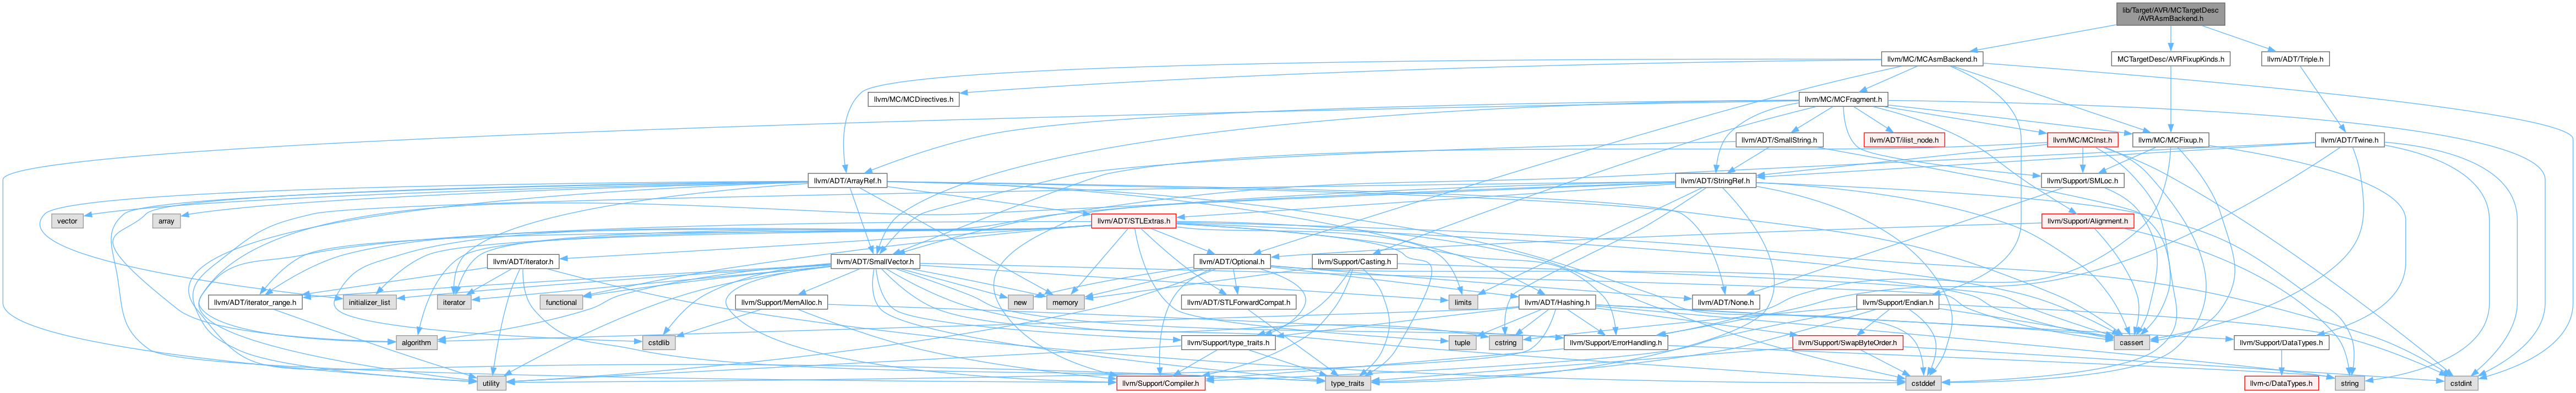 lib/Target/AVR/MCTargetDesc
/AVRAsmBackend.h
llvm/MC/MCAsmBackend.h
MCTargetDesc/AVRFixupKinds.h
llvm/ADT/Triple.h
llvm/MC/MCDirectives.h
llvm/MC/MCFragment.h
llvm/ADT/SmallString.h
llvm/ADT/ilist_node.h
llvm/MC/MCInst.h
llvm/MC/MCFixup.h
llvm/ADT/Twine.h
llvm/ADT/ArrayRef.h
llvm/ADT/StringRef.h
llvm/Support/SMLoc.h
vector
array
llvm/ADT/STLExtras.h
llvm/Support/Alignment.h
llvm/ADT/iterator.h
llvm/ADT/SmallVector.h
llvm/ADT/Optional.h
llvm/Support/Casting.h
llvm/ADT/iterator_range.h
initializer_list
iterator
functional
llvm/Support/MemAlloc.h
new
memory
llvm/ADT/STLForwardCompat.h
limits
llvm/ADT/Hashing.h
llvm/ADT/None.h
llvm/Support/Endian.h
algorithm
cstdlib
llvm/Support/type_traits.h
tuple
cstring
llvm/Support/ErrorHandling.h
llvm/Support/SwapByteOrder.h
cassert
llvm/Support/DataTypes.h
utility
llvm/Support/Compiler.h
type_traits
cstddef
llvm-c/DataTypes.h
string
cstdint